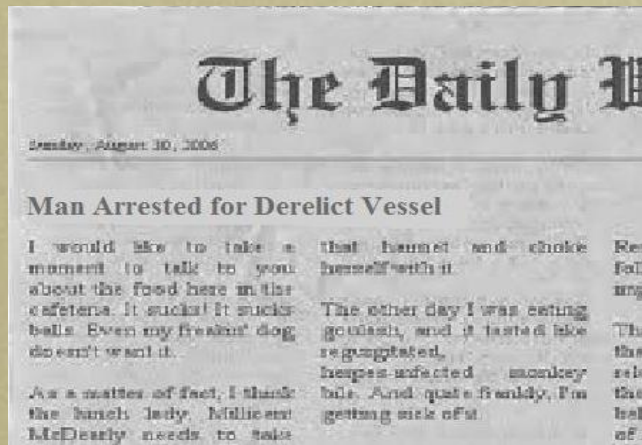 The Daily
Sunday, August 30, 2006
Man Arrested for Derelict Vessel
I would like to take a
moment to talk to you
about the food here in the
cafeteria. It sucks! It sucks
balls. Even my freakin' dog
doesn't want it.
As a matter of fact, I think
the lunch lady, Millicent
McDearly needs to take
that hairnet and choke
herself with it
The other day I was eating
goulash, and it tasted like
regurgitated,
herpes-infected monkey
bile. And quite frankly, I'm
getting sick of it